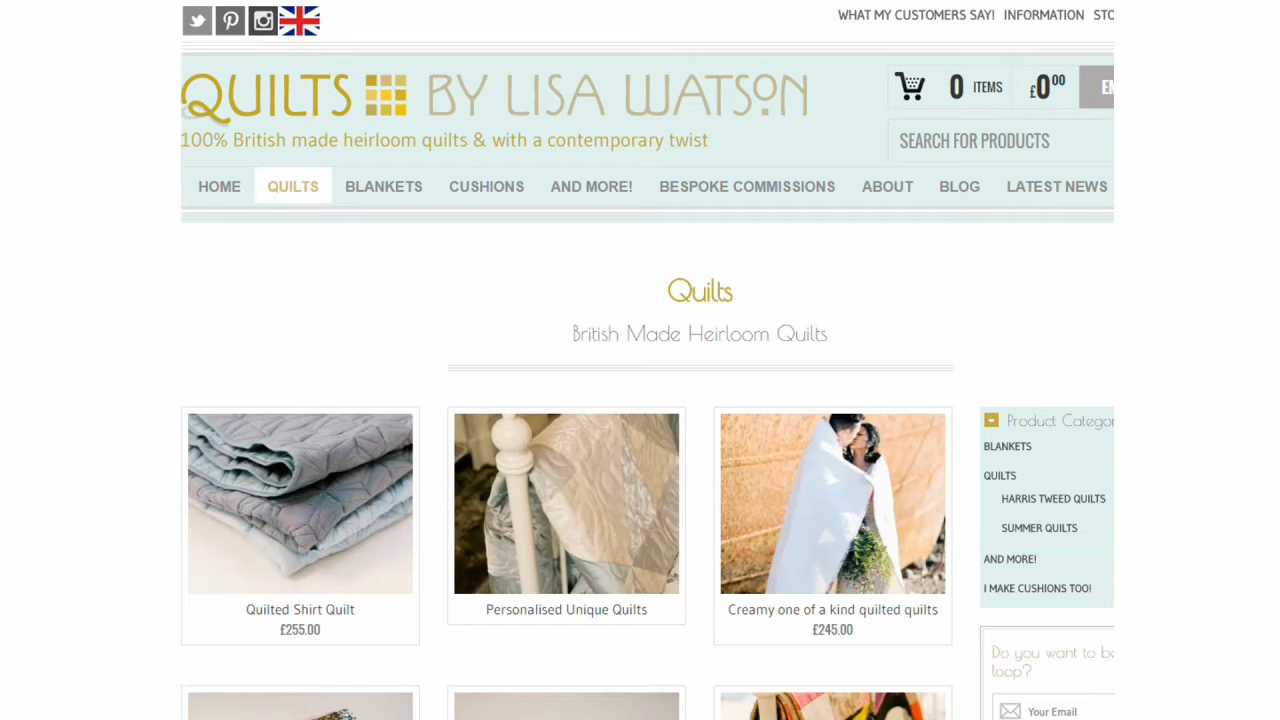 WHAT MY CUSTOMERS SAY! INFORMATION
QUILTS BY LISA WATSON
100% British made heirloom quilts & with a contemporary twist
0 ITEMS £0.00
SEARCH FOR PRODUCTS
HOME QUILTS BLANKETS CUSHIONS AND MORE! BESPOKE COMMISSIONS ABOUT BLOG LATEST NEWS
Quilts
British Made Heirloom Quilts
Product Categor
BLANKETS
QUILTS
HARRIS TWEED QUILTS
SUMMER QUILTS
AND MORE!
I MAKE CUSHIONS TOO!
Quilted Shirt Quilt
£255.00
Personalised Unique Quilts
Creamy one of a kind quilted quilts
£245.00
Do you want to be
loop?
Your Email